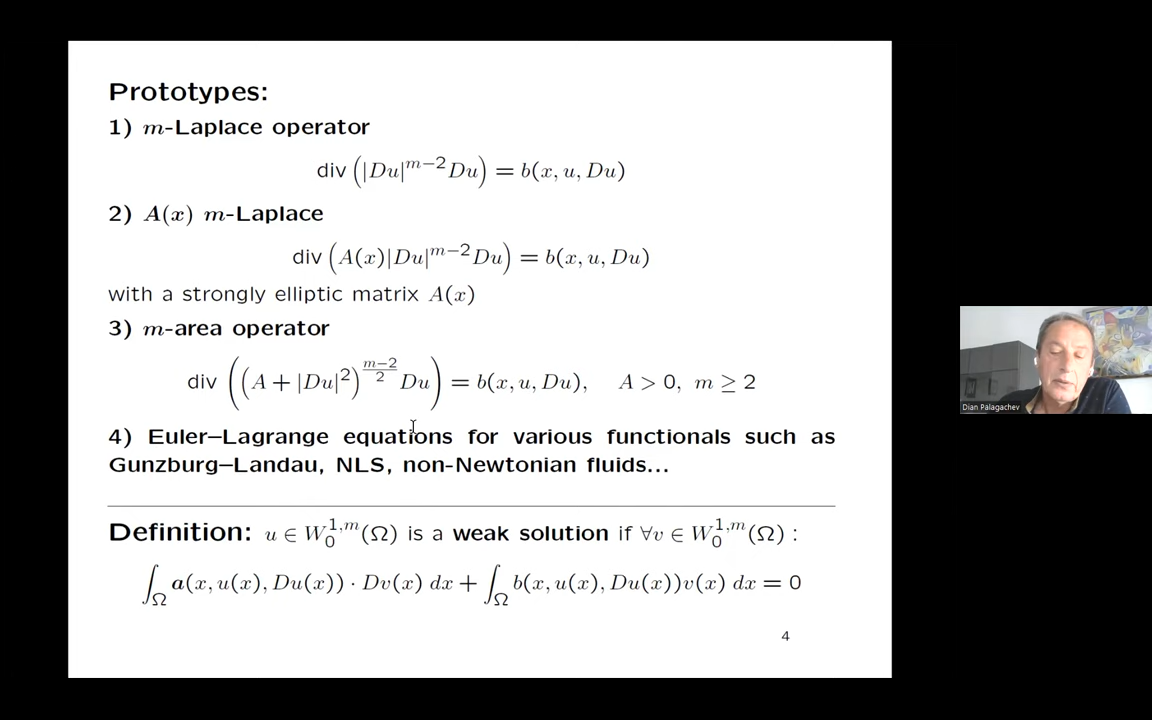 Prototypes:
1) m-Laplace operator
div (|Du|^{m−2}Du) = b(x, u, Du)
2) A(x) m-Laplace
div (A(x)|Du|^{m−2}Du) = b(x, u, Du)
with a strongly elliptic matrix A(x)
3) m-area operator
div ((A + |Du|^2)^{\frac{m−2}{2}} Du) = b(x, u, Du), A > 0, m ≥ 2
4) Euler–Lagrange equations for various functionals such as
Gunzburg–Landau, NLS, non-Newtonian fluids...
Definition: u ∈ W_0^{1,m}(Ω) is a weak solution if ∀v ∈ W_0^{1,m}(Ω) :
∫_Ω a(x, u(x), Du(x)) · Dv(x) dx + ∫_Ω b(x, u(x), Du(x))v(x) dx = 0
4
Dian Palagachev